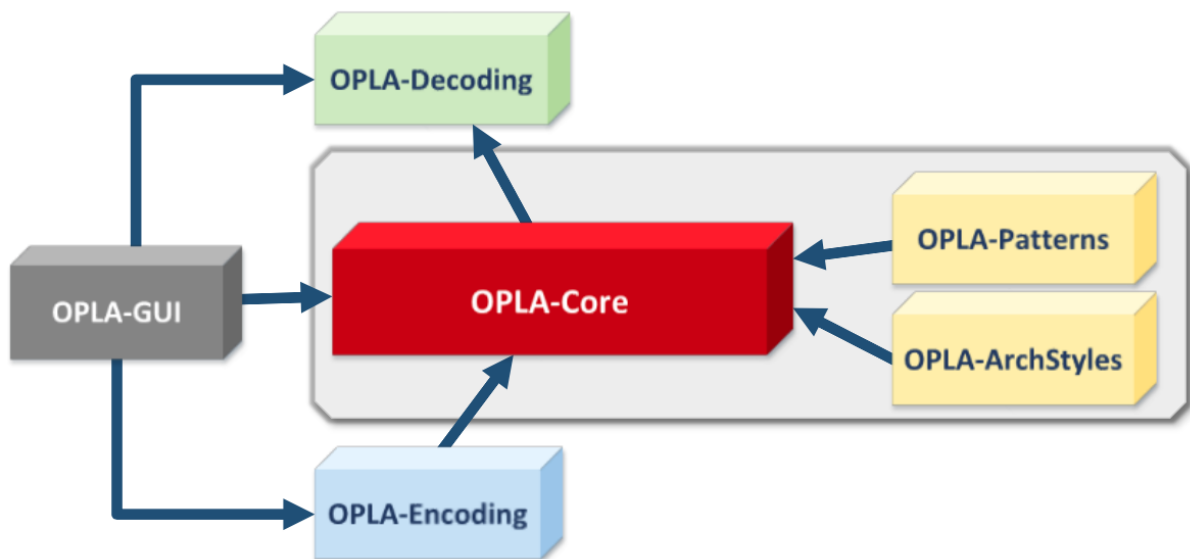 OPLA-Decoding
OPLA-Patterns
OPLA-GUI
OPLA-Core
OPLA-ArchStyles
OPLA-Encoding